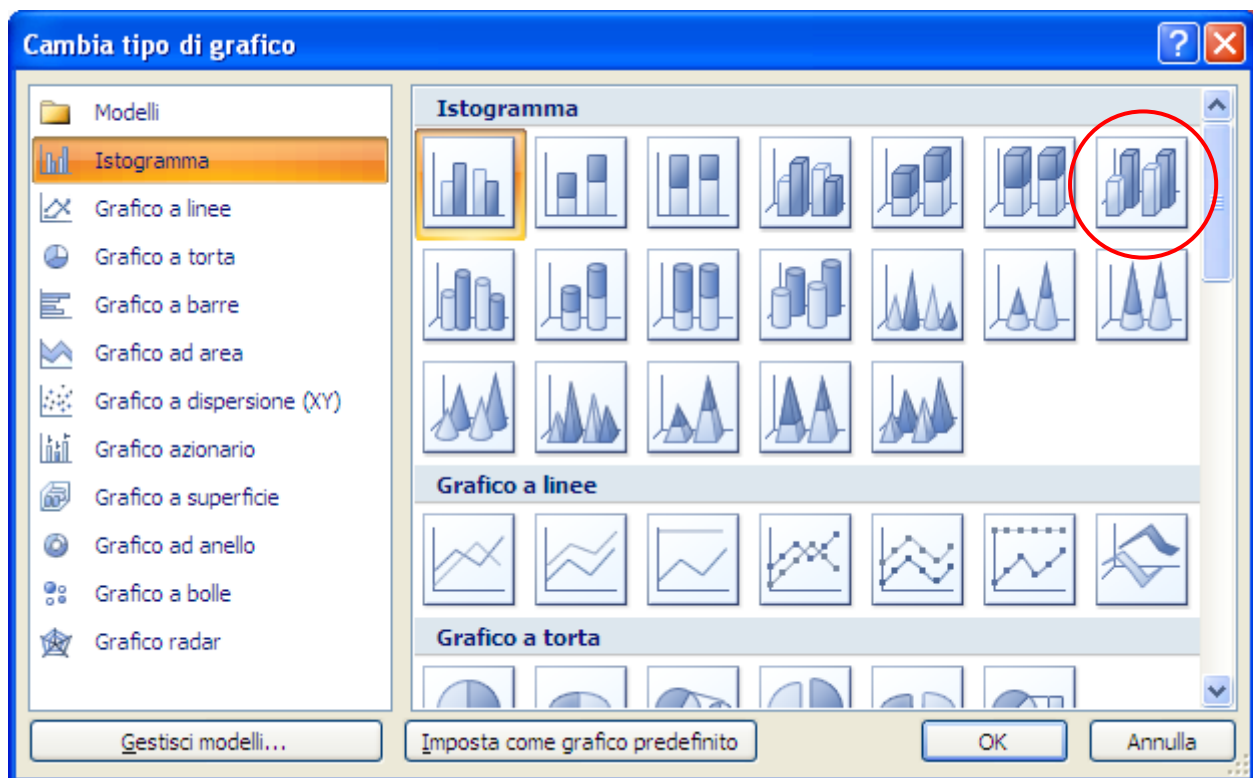 Cambia tipo di grafico
Modelli
Istogramma
Grafico a linee
Grafico a torta
Grafico a barre
Grafico ad area
Grafico a dispersione (XY)
Grafico azionario
Grafico a superficie
Grafico ad anello
Grafico a bolle
Grafico radar
Istogramma
Grafico a linee
Grafico a torta
Gestisci modelli...
Imposta come grafico predefinito
OK
Annulla